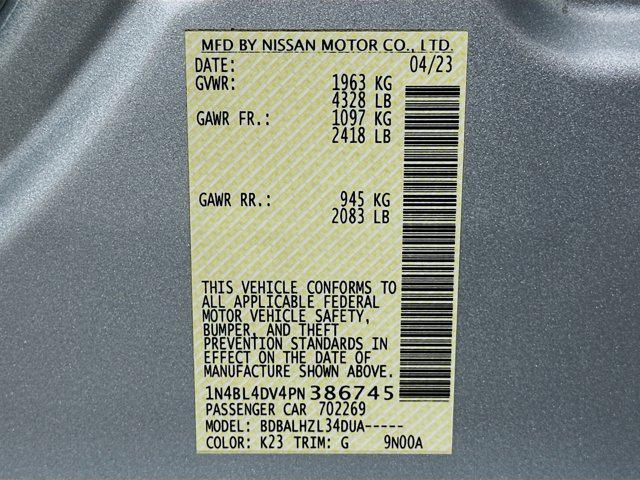 MFD BY NISSAN MOTOR CO., LTD.
DATE: 04/23
GVWR: 1963 KG
4328 LB
GAWR FR.: 1097 KG
2418 LB
GAWR RR.: 945 KG
2083 LB
THIS VEHICLE CONFORMS TO
ALL APPLICABLE FEDERAL
MOTOR VEHICLE SAFETY,
BUMPER, AND THEFT
PREVENTION STANDARDS IN
EFFECT ON THE DATE OF
MANUFACTURE SHOWN ABOVE.
1N4BL4DV4PN386745
PASSENGER CAR 702269
MODEL: BDBALHZL34DUA-----
COLOR: K23 TRIM: G 9N00A